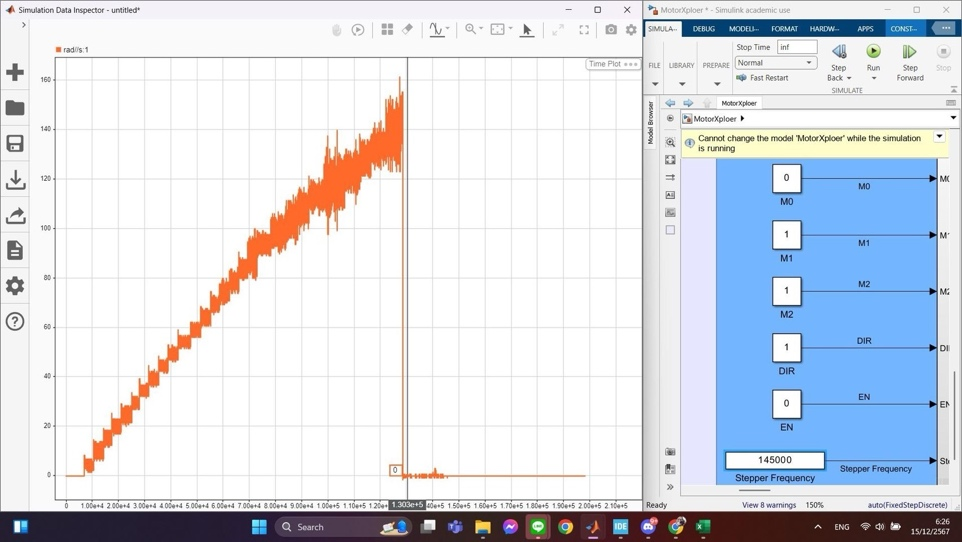 Simulation Data Inspector - untitled*
rad//s:1
Time Plot
160
140
120
100
80
60
40
20
0
0
0
1.00e+4
2.00e+4
3.00e+4
4.00e+4
5.00e+4
6.00e+4
7.00e+4
8.00e+4
9.00e+4
1.00e+5
1.10e+5
1.20e+
1.303e+5
1.40e+5
1.50e+5
1.60e+5
1.70e+5
1.80e+5
1.90e+5
2.00e+5
2.10e+5
MotorXploer * - Simulink academic use
SIMULA···
DEBUG
MODELI···
FORMAT
HARDW···
APPS
CONST···
FILE
LIBRARY
PREPARE
Stop Time
inf
Normal
Fast Restart
Step
Back
Run
Step
Forward
Stop
SIMULATE
Model Browser
MotorXploer
MotorXploer
Cannot change the model 'MotorXploer' while the simulation
is running
0
M0
M0
M0
1
M1
M1
M1
1
M2
M2
M2
1
DIR
DIR
DI
0
EN
EN
EN
145000
Stepper Frequency
Stepper Frequency
Ste
Ready
View 8 warnings
150%
auto(FixedStepDiscrete)
Search
IDE
ENG
6:26
15/12/2567